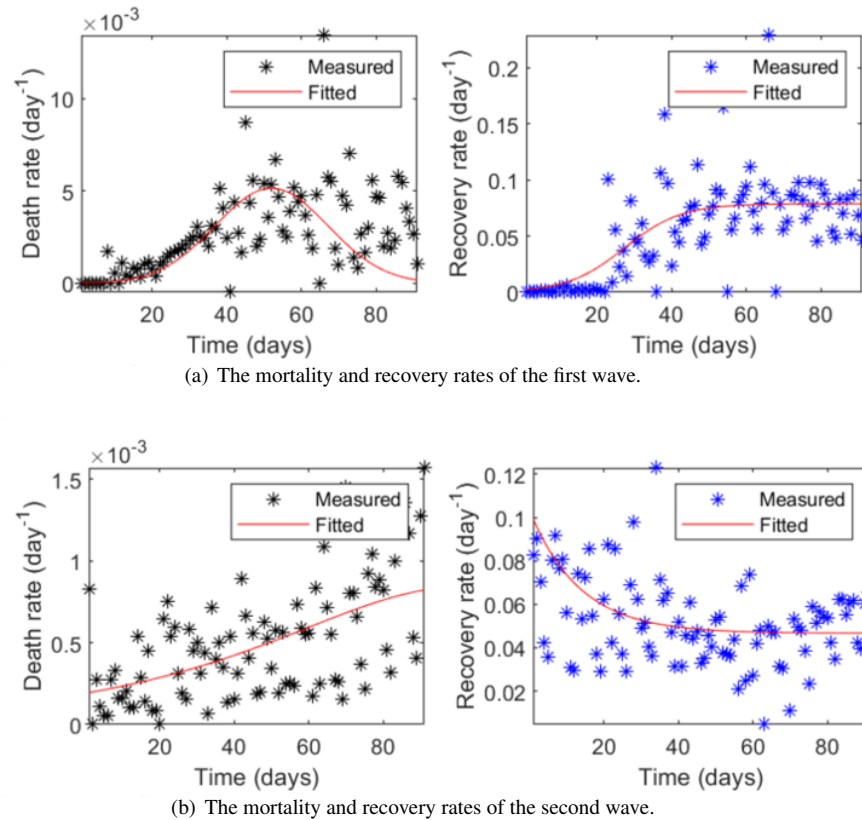 ×10⁻³
Measured
Fitted
10
5
0
20
40
60
80
Death rate (day⁻¹)
Time (days)
Measured
Fitted
0.2
0.15
0.1
0.05
0
20
40
60
80
Recovery rate (day⁻¹)
Time (days)
(a) The mortality and recovery rates of the first wave.
×10⁻³
Measured
Fitted
1.5
1
0.5
0
20
40
60
80
Death rate (day⁻¹)
Time (days)
Measured
Fitted
0.12
0.1
0.08
0.06
0.04
0.02
20
40
60
80
Recovery rate (day⁻¹)
Time (days)
(b) The mortality and recovery rates of the second wave.